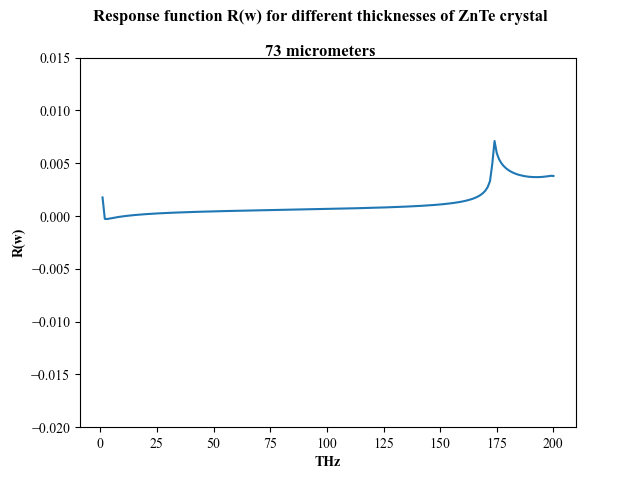 Response function R(w) for different thicknesses of ZnTe crystal
73 micrometers
0.015
0.010
0.005
0.000
−0.005
−0.010
−0.015
−0.020
R(w)
0 25 50 75 100 125 150 175 200
THz